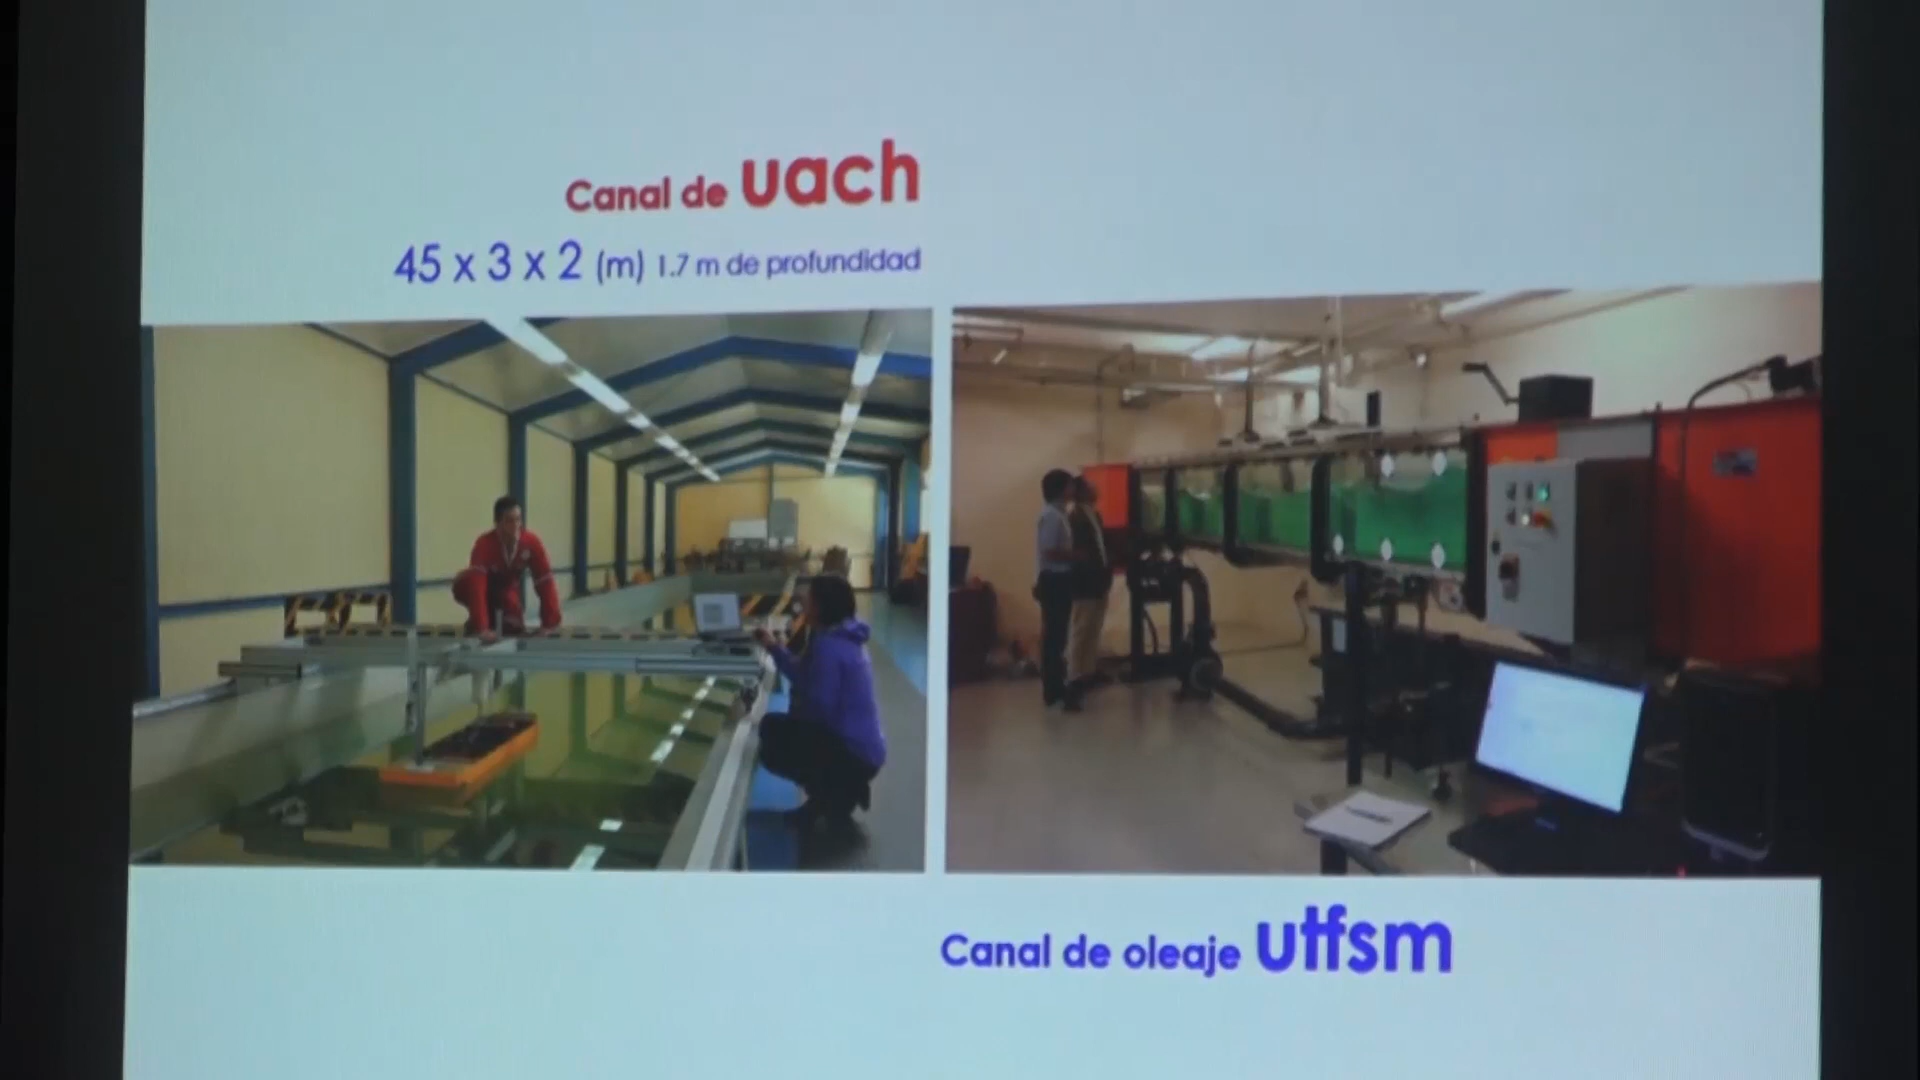 Canal de uach
45 x 3 x 2 (m) 1.7 m de profundidad
Canal de oleaje utfsm